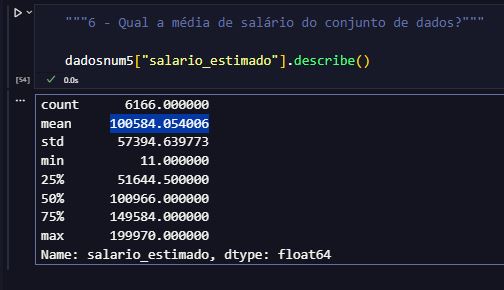 """6 - Qual a média de salário do conjunto de dados?"""
dadosnum5["salario_estimado"].describe()
[54] 0.0s
... count 6166.000000
mean 100584.054006
std 57394.639773
min 11.000000
25% 51644.500000
50% 100966.000000
75% 149584.000000
max 199970.000000
Name: salario_estimado, dtype: float64